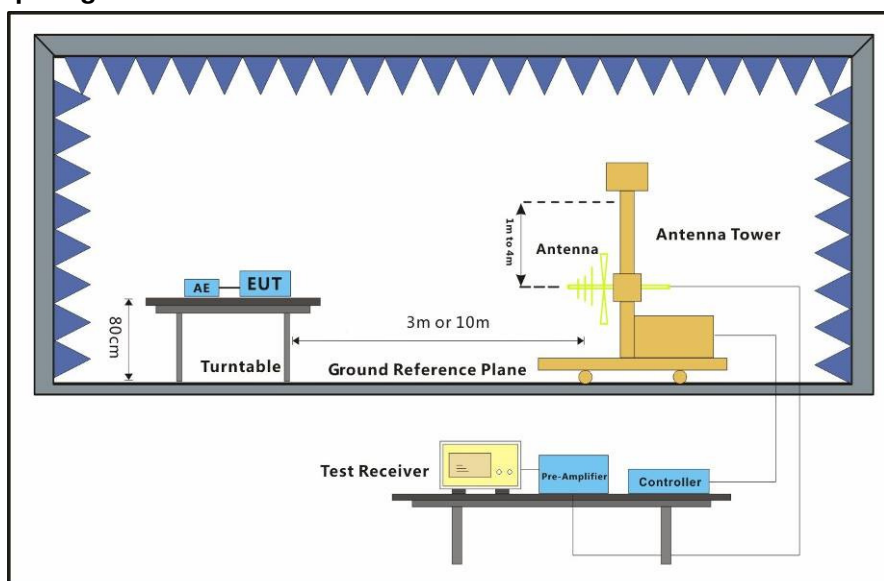 1m to 4m
Antenna
Antenna Tower
AE
EUT
80cm
3m or 10m
Turntable
Ground Reference Plane
Test Receiver
Pre-Amplifier
Controller